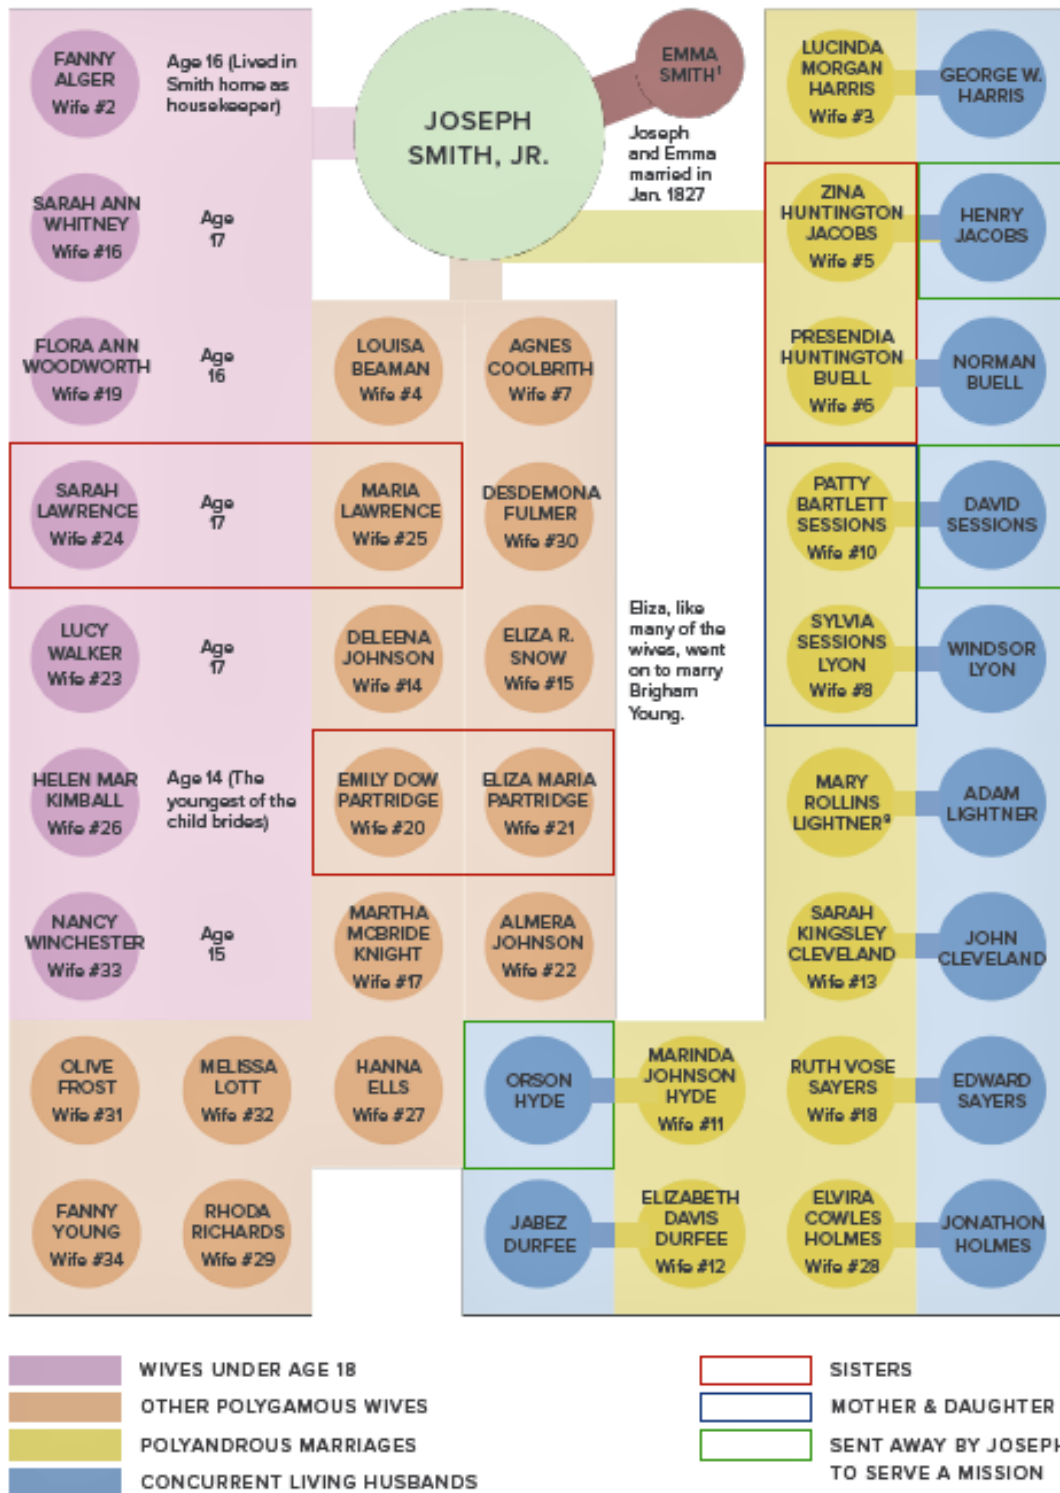 FANNY
ALGER
Wife #2
Age 16 (Lived in
Smith home as
housekeeper)
JOSEPH
SMITH, JR.
EMMA
SMITH¹
Joseph
and Emma
married in
Jan. 1827
LUCINDA
MORGAN
HARRIS
Wife #3
GEORGE W.
HARRIS
SARAH ANN
WHITNEY
Wife #16
Age
17
ZINA
HUNTINGTON
JACOBS
Wife #5
HENRY
JACOBS
FLORA ANN
WOODWORTH
Wife #19
Age
16
LOUISA
BEAMAN
Wife #4
AGNES
COOLBRITH
Wife #7
PRESENDIA
HUNTINGTON
BUELL
Wife #6
NORMAN
BUELL
SARAH
LAWRENCE
Wife #24
Age
17
MARIA
LAWRENCE
Wife #25
DESDEMONA
FULMER
Wife #30
PATTY
BARTLETT
SESSIONS
Wife #10
DAVID
SESSIONS
LUCY
WALKER
Wife #23
Age
17
DELEENA
JOHNSON
Wife #14
ELIZA R.
SNOW
Wife #15
Eliza, like
many of the
wives, went
on to marry
Brigham
Young.
SYLVIA
SESSIONS
LYON
Wife #8
WINDSOR
LYON
HELEN MAR
KIMBALL
Wife #26
Age 14 (The
youngest of the
child brides)
EMILY DOW
PARTRIDGE
Wife #20
ELIZA MARIA
PARTRIDGE
Wife #21
MARY
ROLLINS
LIGHTNER⁹
ADAM
LIGHTNER
NANCY
WINCHESTER
Wife #33
Age
15
MARTHA
MCBRIDE
KNIGHT
Wife #17
ALMERA
JOHNSON
Wife #22
SARAH
KINGSLEY
CLEVELAND
Wife #13
JOHN
CLEVELAND
OLIVE
FROST
Wife #31
MELISSA
LOTT
Wife #32
HANNA
ELLS
Wife #27
ORSON
HYDE
MARINDA
JOHNSON
HYDE
Wife #11
RUTH VOSE
SAYERS
Wife #18
EDWARD
SAYERS
FANNY
YOUNG
Wife #34
RHODA
RICHARDS
Wife #29
JABEZ
DURFEE
ELIZABETH
DAVIS
DURFEE
Wife #12
ELVIRA
COWLES
HOLMES
Wife #28
JONATHON
HOLMES
WIVES UNDER AGE 18
OTHER POLYGAMOUS WIVES
POLYANDROUS MARRIAGES
CONCURRENT LIVING HUSBANDS
SISTERS
MOTHER & DAUGHTER
SENT AWAY BY JOSEPH
TO SERVE A MISSION